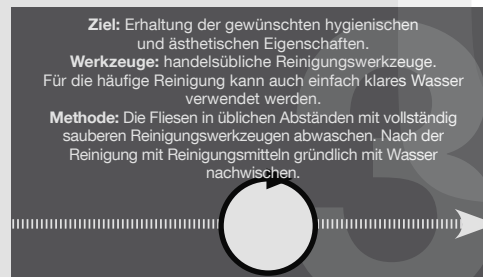 Ziel: Erhaltung der gewünschten hygienischen
und ästhetischen Eigenschaften.
Werkzeuge: handelsübliche Reinigungswerkzeuge.
Für die häufige Reinigung kann auch einfach klares Wasser
verwendet werden.
Methode: Die Fliesen in üblichen Abständen mit vollständig
sauberen Reinigungswerkzeugen abwaschen. Nach der
Reinigung mit Reinigungsmitteln gründlich mit Wasser
nachwischen.